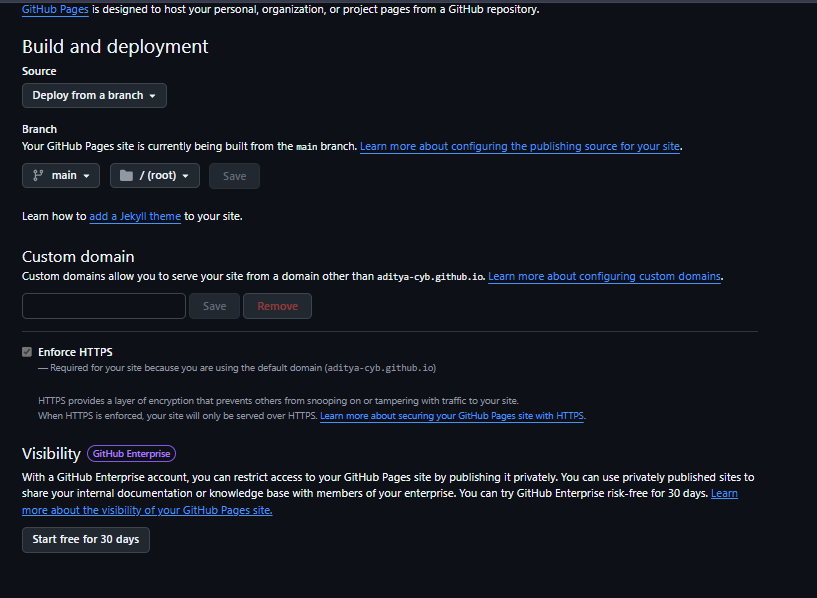 GitHub Pages is designed to host your personal, organization, or project pages from a GitHub repository.
Build and deployment
Source
Deploy from a branch
Branch
Your GitHub Pages site is currently being built from the main branch. Learn more about configuring the publishing source for your site.
main / (root) Save
Learn how to add a Jekyll theme to your site.
Custom domain
Custom domains allow you to serve your site from a domain other than aditya-cyb.github.io. Learn more about configuring custom domains.
Save Remove
Enforce HTTPS
— Required for your site because you are using the default domain (aditya-cyb.github.io)
HTTPS provides a layer of encryption that prevents others from snooping on or tampering with traffic to your site.
When HTTPS is enforced, your site will only be served over HTTPS. Learn more about securing your GitHub Pages site with HTTPS.
Visibility GitHub Enterprise
With a GitHub Enterprise account, you can restrict access to your GitHub Pages site by publishing it privately. You can use privately published sites to
share your internal documentation or knowledge base with members of your enterprise. You can try GitHub Enterprise risk-free for 30 days. Learn
more about the visibility of your GitHub Pages site.
Start free for 30 days